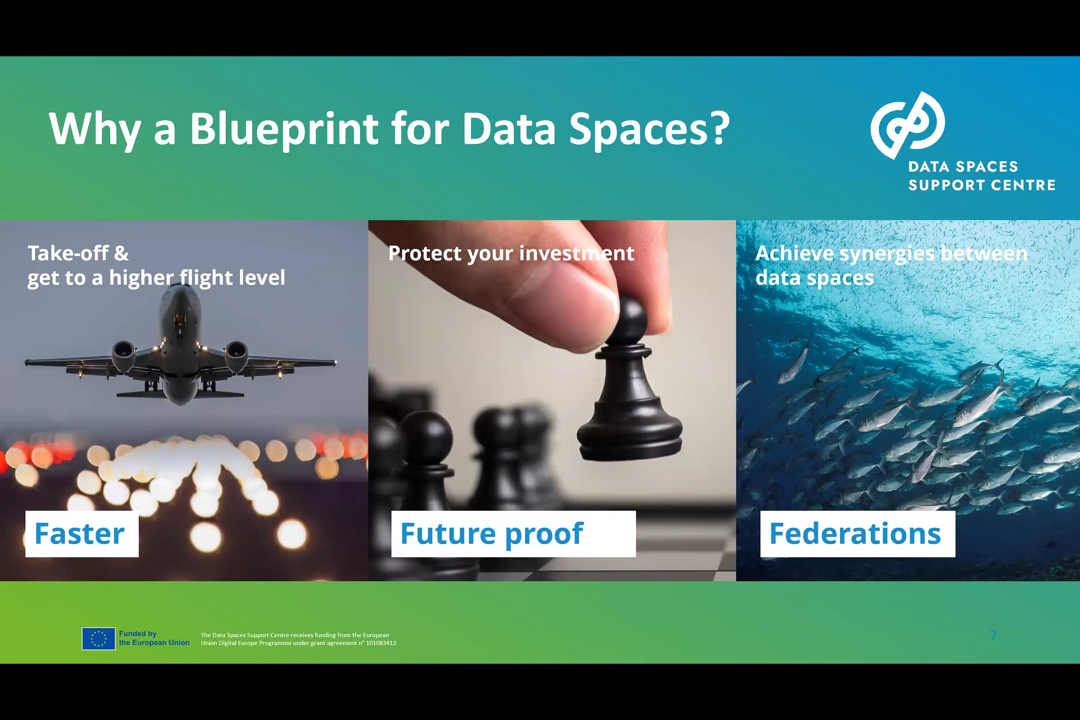 Why a Blueprint for Data Spaces?
DATA SPACES
SUPPORT CENTRE
Take-off &
get to a higher flight level
Faster
Protect your investment
Future proof
Achieve synergies between
data spaces
Federations
Funded by
the European Union
The Data Spaces Support Centre receives funding from the European
Union Digital Europe Programme under grant agreement n° 101083412.
7